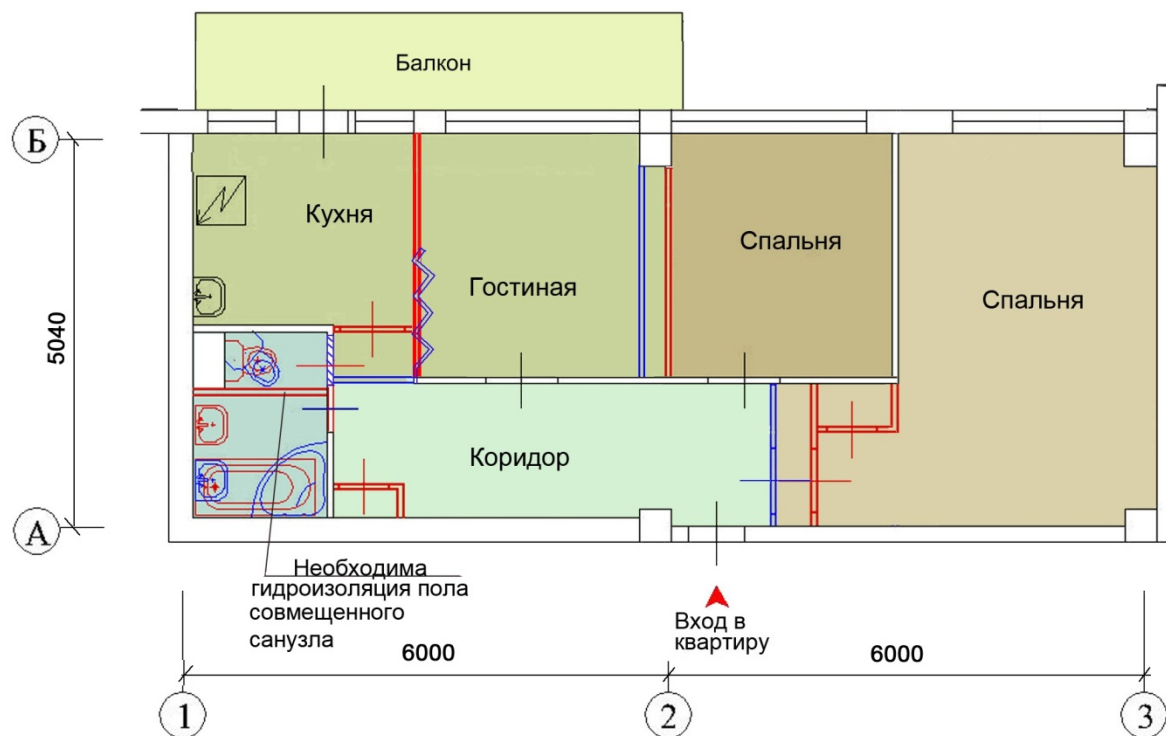 Балкон
Б
Кухня
Спальня
Гостиная
Спальня
5040
Коридор
А
Необходима
гидроизоляция пола
совмещенного
санузла
Вход в
квартиру
6000
6000
1
2
3